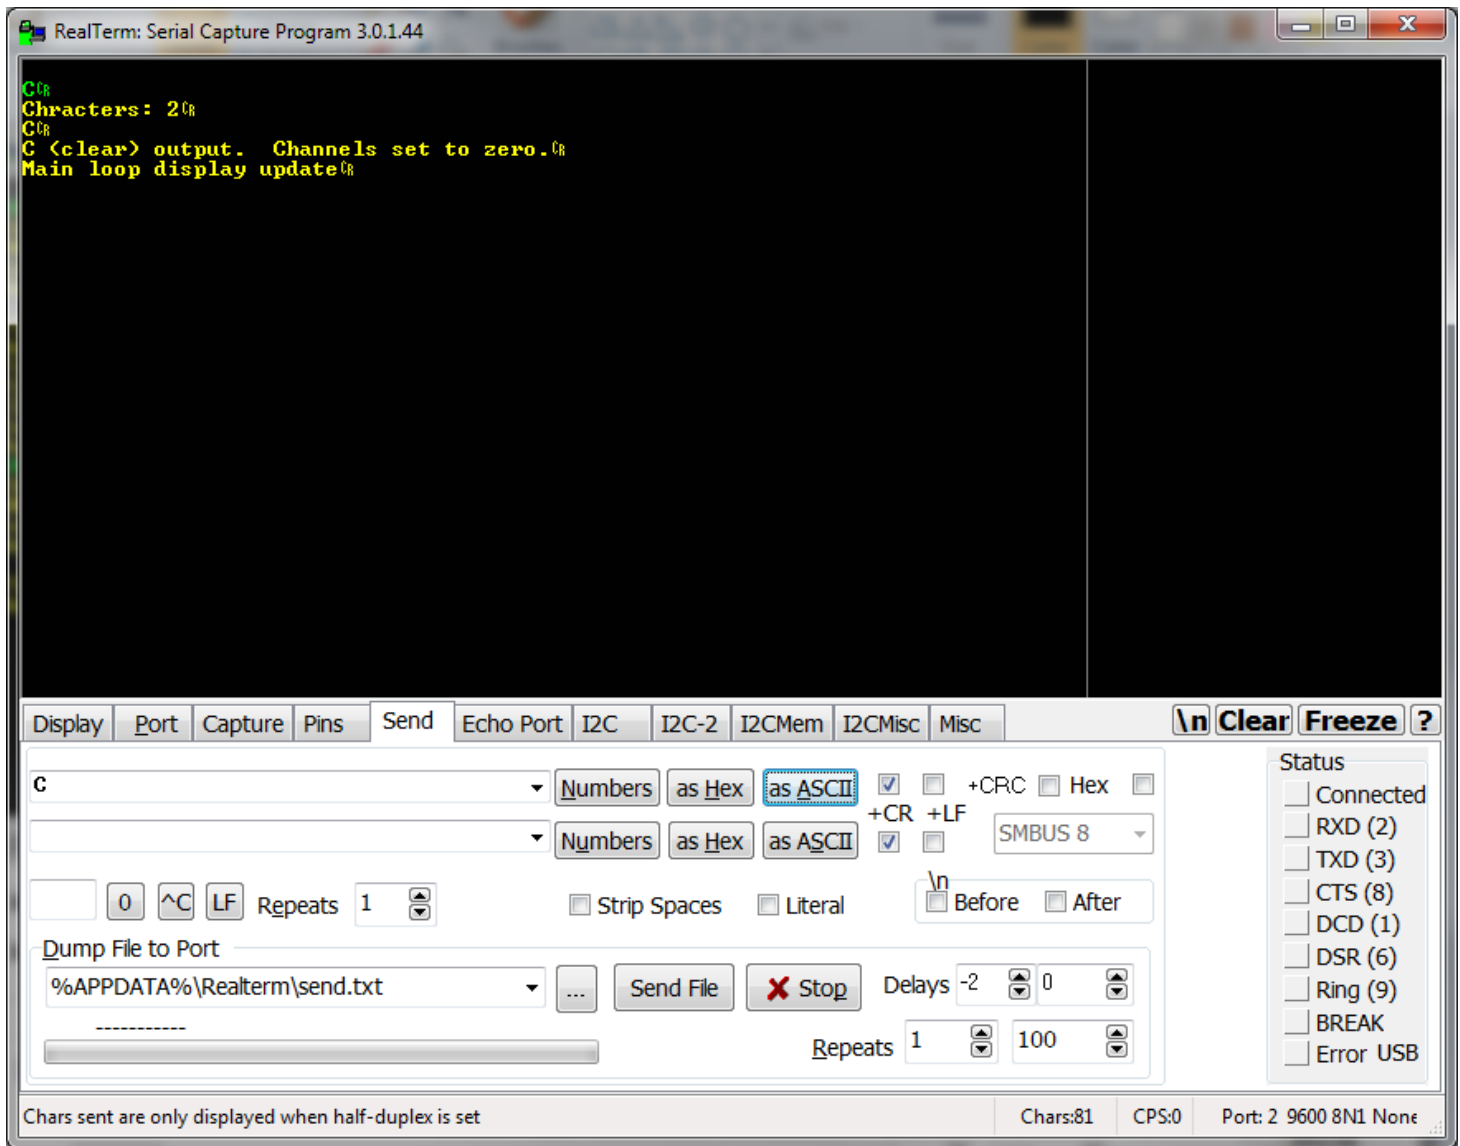 RealTerm: Serial Capture Program 3.0.1.44
CCR
Chracters: 2CR
CCR
C (clear) output.  Channels set to zero.CR
Main loop display updateCR
Display Port Capture Pins Send Echo Port I2C I2C-2 I2CMem I2CMisc Misc \n Clear Freeze ?
C Numbers as Hex as ASCII +CRC Hex
+CR +LF
Numbers as Hex as ASCII SMBUS 8
0 ^C LF Repeats 1 Strip Spaces Literal \n Before After
Dump File to Port
%APPDATA%\Realterm\send.txt ... Send File Stop Delays -2 0
-----------
Repeats 1 100
Status
Connected
RXD (2)
TXD (3)
CTS (8)
DCD (1)
DSR (6)
Ring (9)
BREAK
Error USB
Chars sent are only displayed when half-duplex is set Chars:81 CPS:0 Port: 2 9600 8N1 None